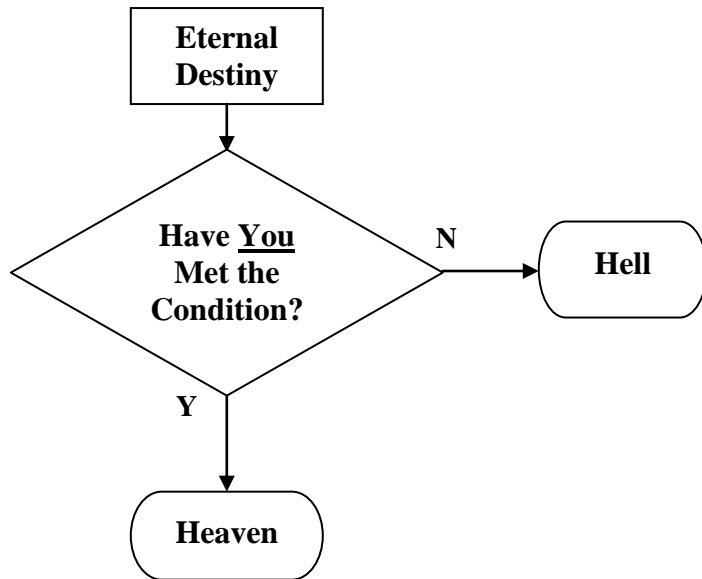 Eternal
Destiny
Have You
Met the
Condition?
N
Hell
Y
Heaven